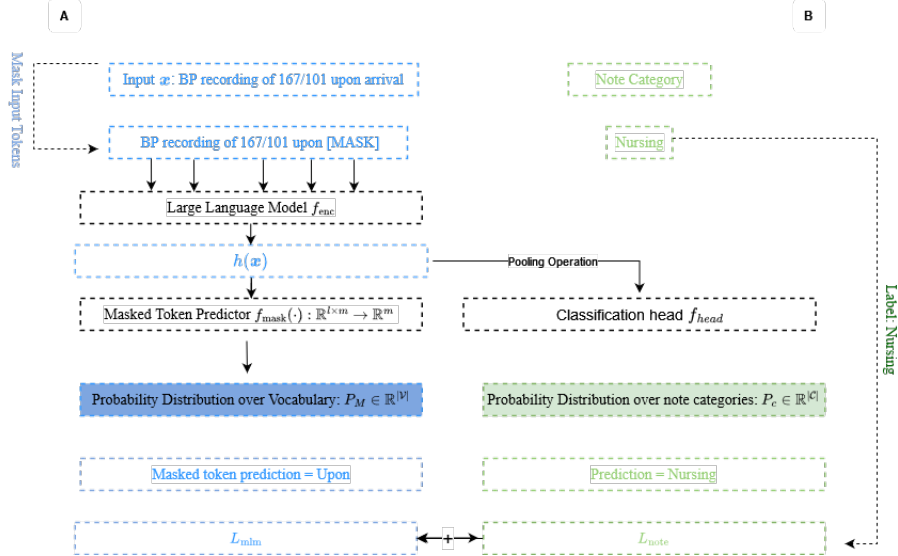 A
B
Mask Input Tokens
Input x: BP recording of 167/101 upon arrival
Note Category
BP recording of 167/101 upon [MASK]
Nursing
Large Language Model f_enc
h(x)
Pooling Operation
Masked Token Predictor f_mask(·) : ℝ^{l×m} → ℝ^m
Classification head f_head
Label: Nursing
Probability Distribution over Vocabulary: P_M ∈ ℝ^{|𝒱|}
Probability Distribution over note categories: P_c ∈ ℝ^{|𝒞|}
Masked token prediction = Upon
Prediction = Nursing
L_mlm
+
L_note